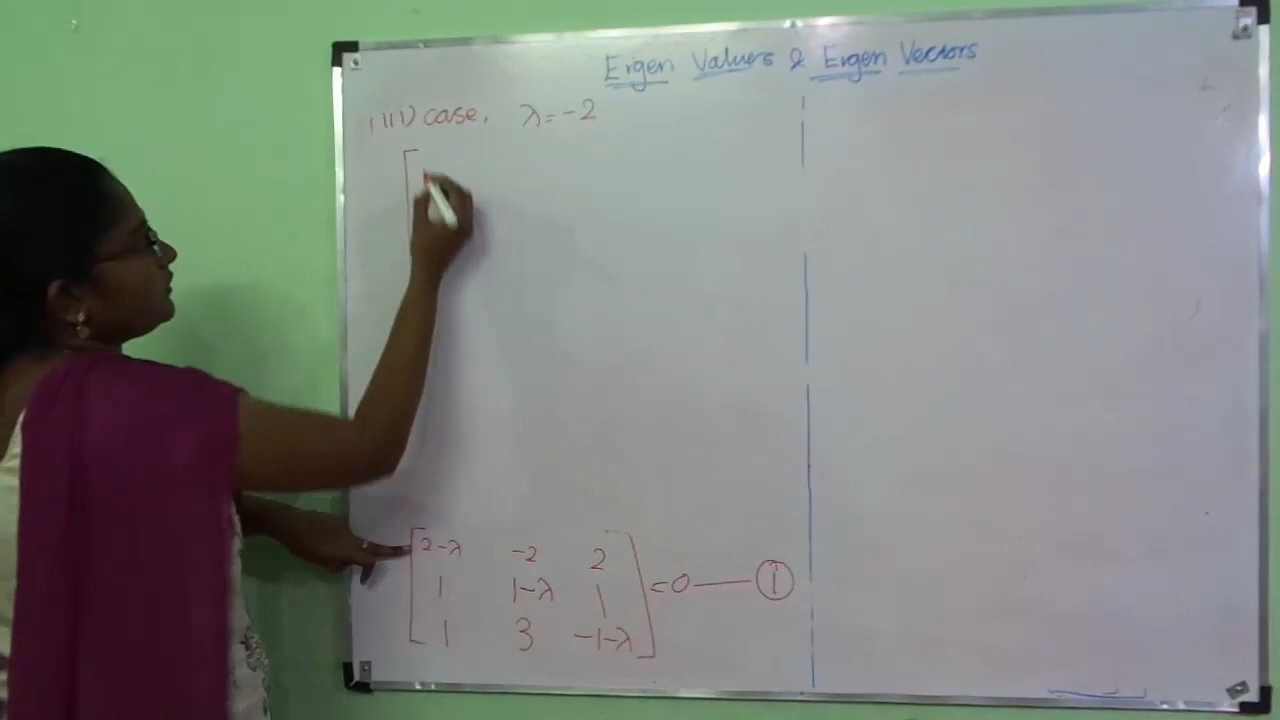 Eigen Values & Eigen Vectors
(iii) case, λ = -2
[
[ 2-λ -2 2
1 1-λ 1
1 3 -1-λ ] = 0 — ①